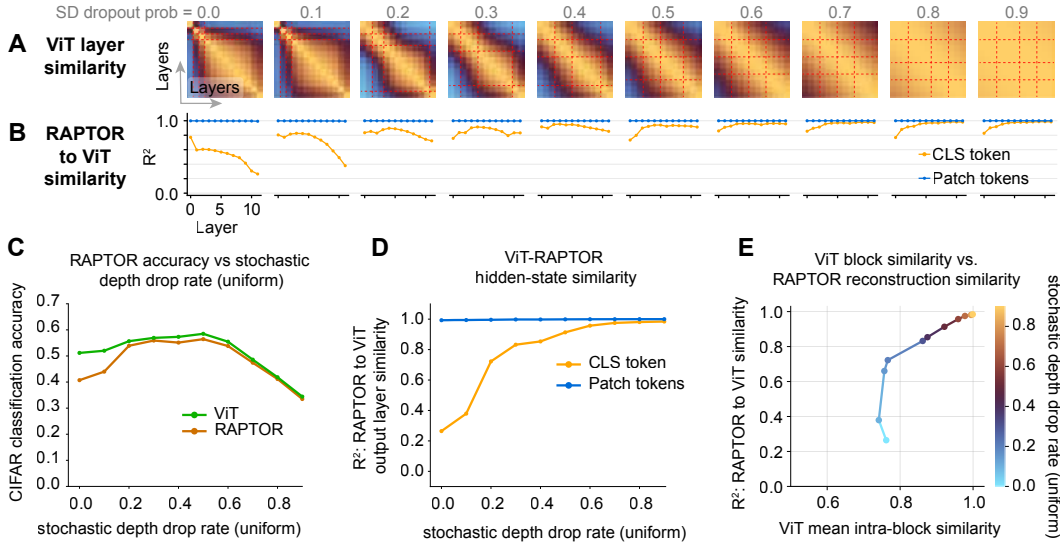 SD dropout prob = 0.0 0.1 0.2 0.3 0.4 0.5 0.6 0.7 0.8 0.9
A ViT layer
similarity
Layers
Layers
B RAPTOR
to ViT
similarity
R²
1.0
0.0
0 5 10
Layer
CLS token
Patch tokens
C
RAPTOR accuracy vs stochastic
depth drop rate (uniform)
CIFAR classification accuracy
0.7
0.6
0.5
0.4
0.3
0.2
0.1
0.0
ViT
RAPTOR
0.0 0.2 0.4 0.6 0.8
stochastic depth drop rate (uniform)
D
ViT-RAPTOR
hidden-state similarity
R²: RAPTOR to ViT
output layer similarity
1.0
0.8
0.6
0.4
0.2
0.0
CLS token
Patch tokens
0.0 0.2 0.4 0.6 0.8
stochastic depth drop rate (uniform)
E
ViT block similarity vs.
RAPTOR reconstruction similarity
R²: RAPTOR to ViT similarity
1.0
0.8
0.6
0.4
0.2
0.0
0.6 0.8 1.0
ViT mean intra-block similarity
0.8
0.6
0.4
0.2
0.0
stochastic depth drop rate (uniform)